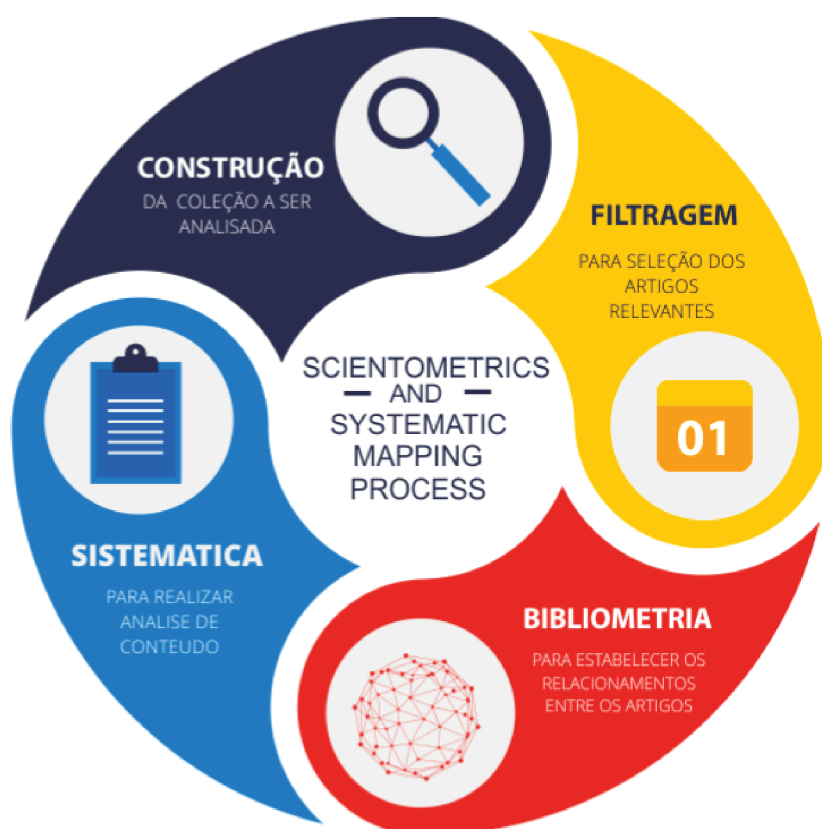 CONSTRUÇÃO
DA COLEÇÃO A SER
ANALISADA
FILTRAGEM
PARA SELEÇÃO DOS
ARTIGOS
RELEVANTES
01
SCIENTOMETRICS
— AND —
SYSTEMATIC
MAPPING
PROCESS
BIBLIOMETRIA
PARA ESTABELECER OS
RELACIONAMENTOS
ENTRE OS ARTIGOS
SISTEMATICA
PARA REALIZAR
ANALISE DE
CONTEUDO